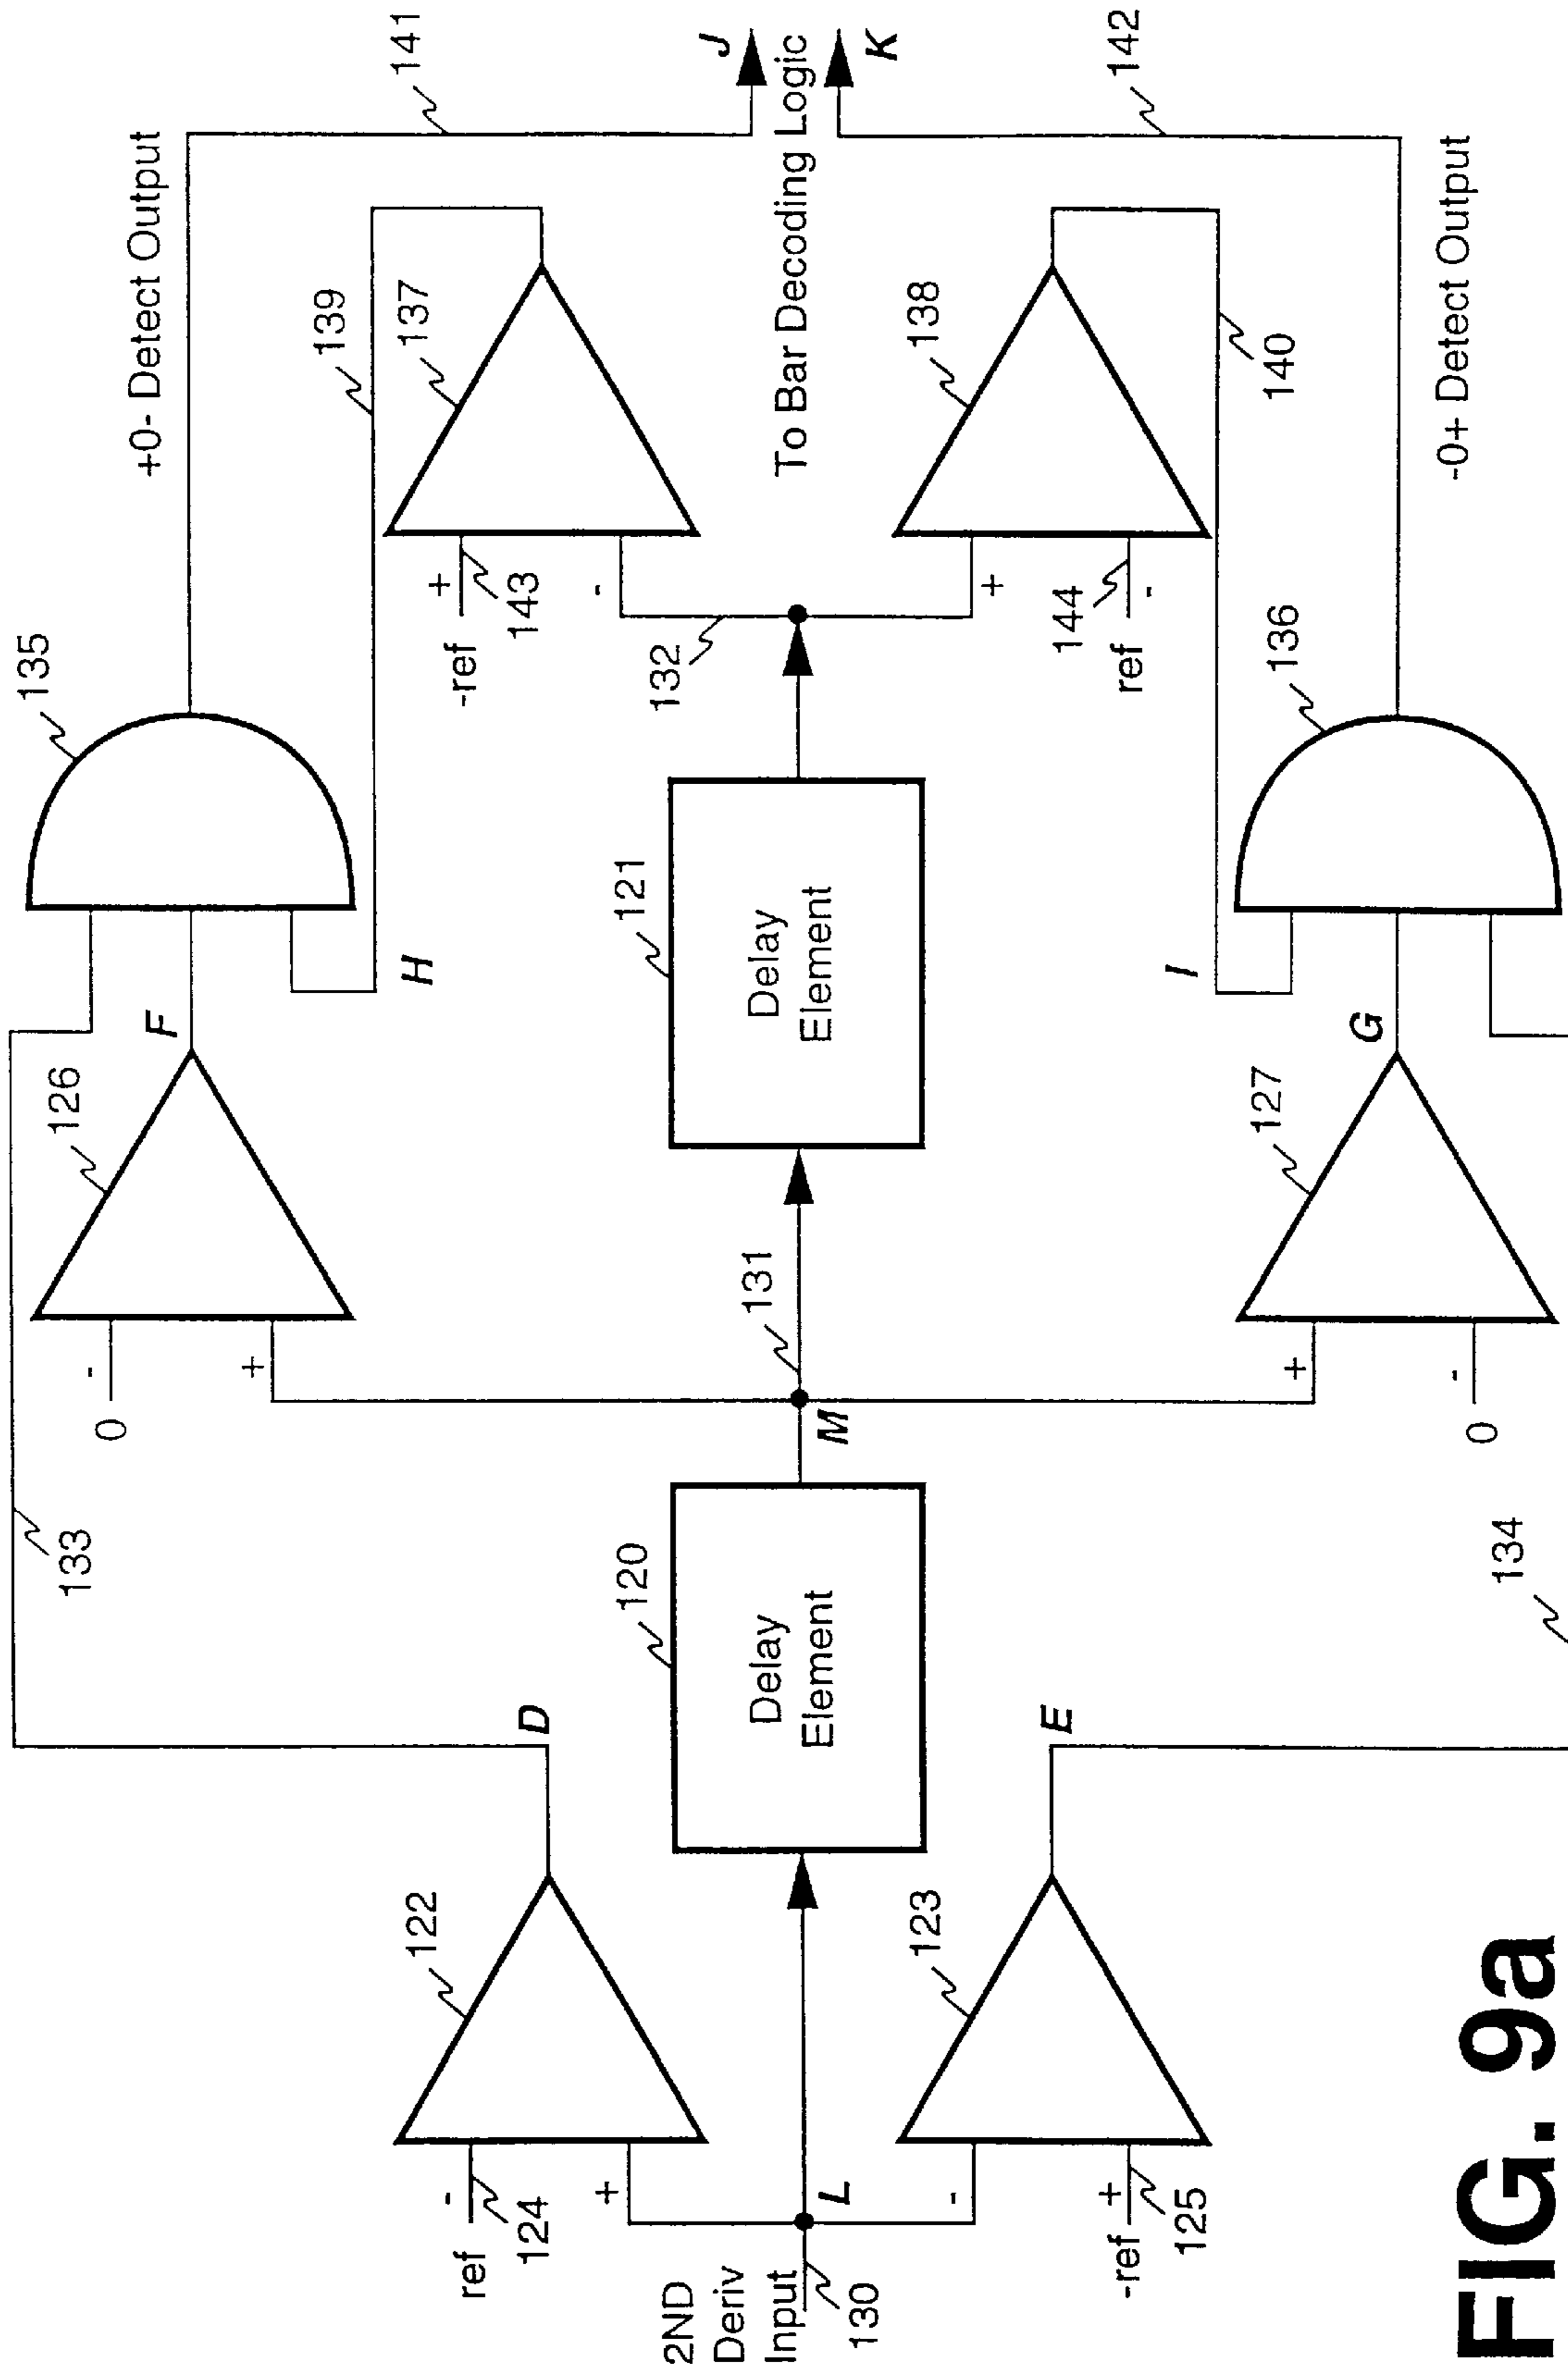 133
+0- Detect Output
141
135
126
F
0
-
+
H
139
137
+
-ref
143
-
J
To Bar Decoding Logic
K
D
122
-
ref
124
+
2ND
Deriv
Input
130
L
120
Delay
Element
M
131
121
Delay
Element
132
-
123
+
-ref
125
E
134
+
-
0
127
G
I
136
+
144
-
ref
138
140
-0+ Detect Output
142
FIG. 9a